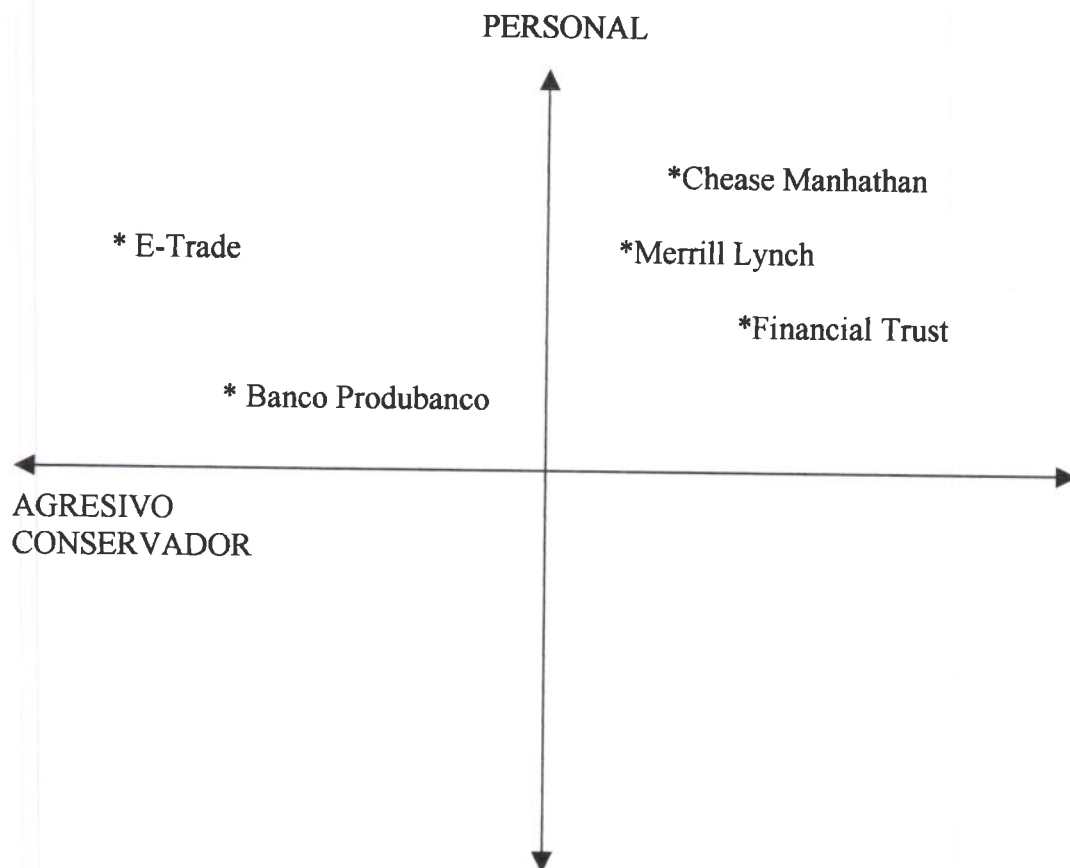 PERSONAL
*Chease Manhathan
* E-Trade
*Merrill Lynch
*Financial Trust
* Banco Produbanco
AGRESIVO
CONSERVADOR